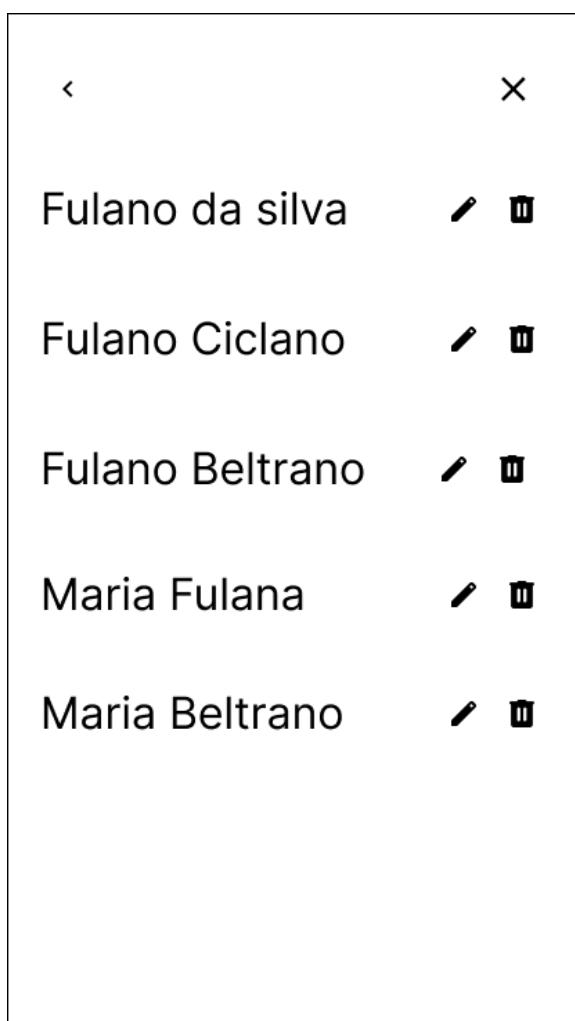 Fulano da silva
Fulano Ciclano
Fulano Beltrano
Maria Fulana
Maria Beltrano